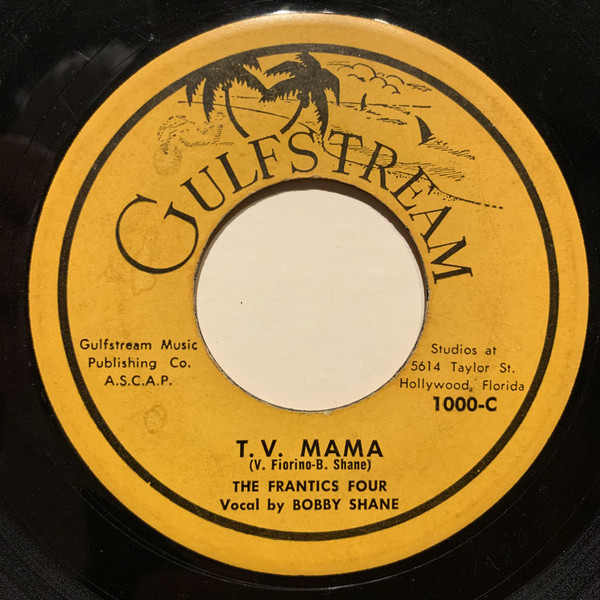 GULFSTREAM
Gulfstream Music
Publishing Co.
A.S.C.A.P.
Studios at
5614 Taylor St.
Hollywood, Florida
1000-C
T.V. MAMA
(V. Fiorino-B. Shane)
THE FRANTICS FOUR
Vocal by BOBBY SHANE